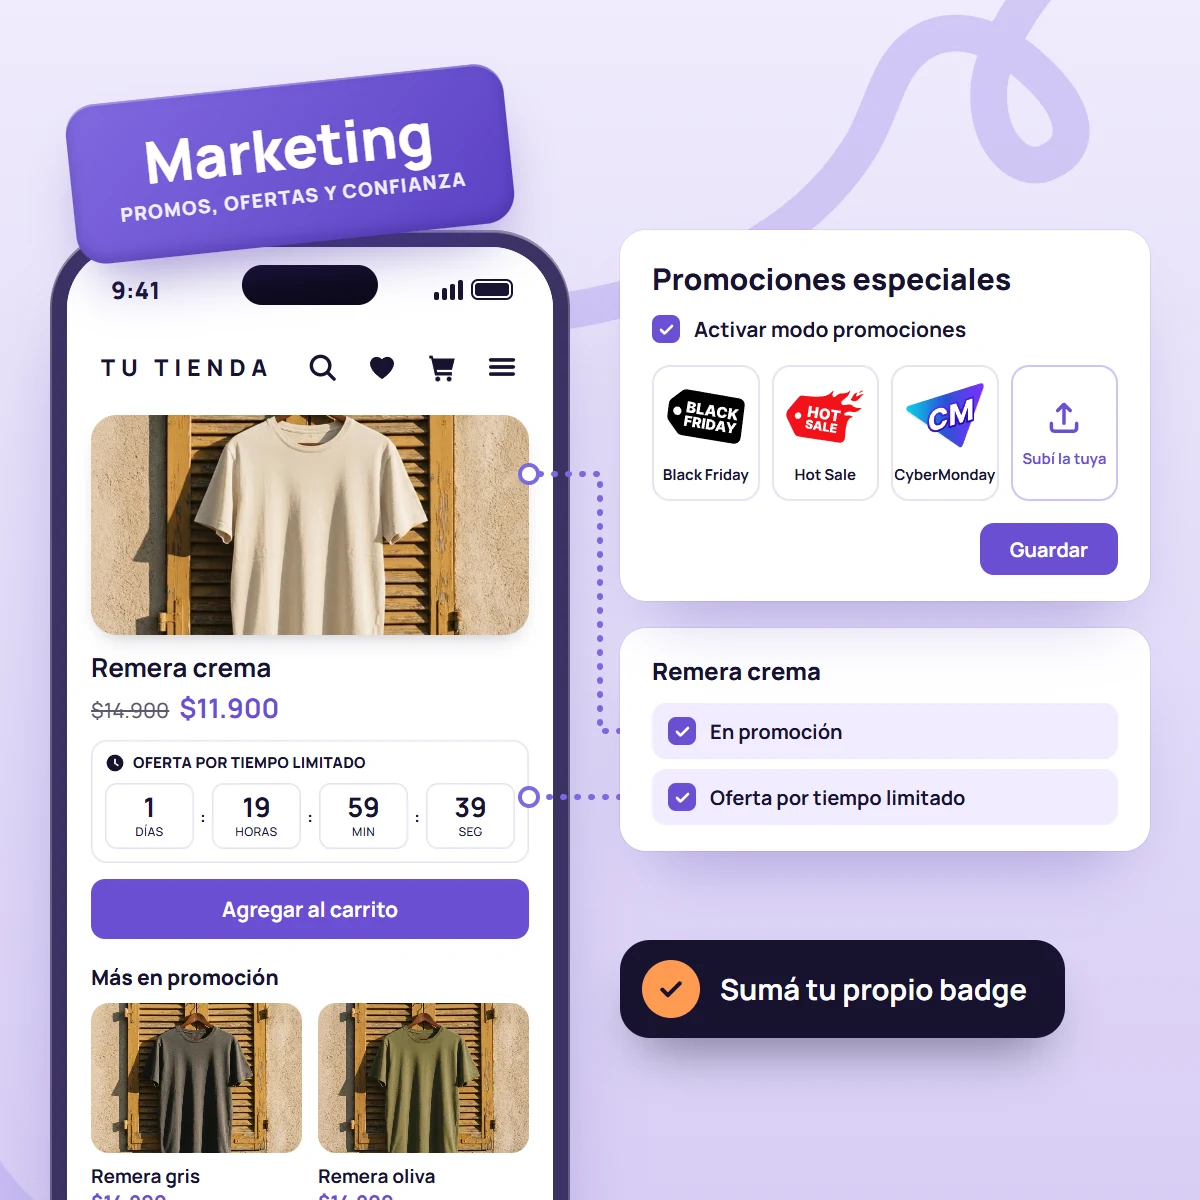 Marketing
PROMOS, OFERTAS Y CONFIANZA
9:41
TU TIENDA
Remera crema
$14.900 $11.900
OFERTA POR TIEMPO LIMITADO
1 : 19 : 59 : 39
DÍAS HORAS MIN SEG
Agregar al carrito
Más en promoción
Remera gris Remera oliva
Promociones especiales
Activar modo promociones
BLACK
FRIDAY
HOT
SALE
CM
Black Friday Hot Sale CyberMonday Subí la tuya
Guardar
Remera crema
En promoción
Oferta por tiempo limitado
Sumá tu propio badge